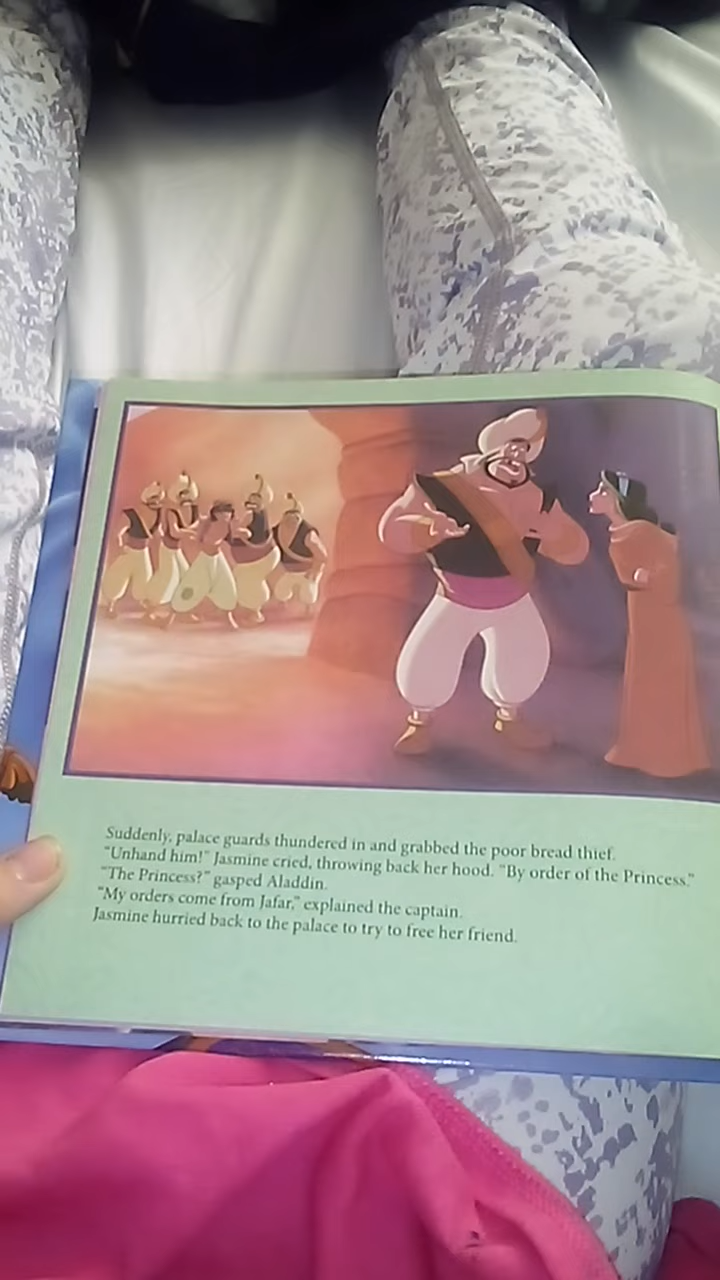 Suddenly, palace guards thundered in and grabbed the poor bread thief.
"Unhand him!" Jasmine cried, throwing back her hood. "By order of the Princess."
"The Princess?" gasped Aladdin.
"My orders come from Jafar," explained the captain.
Jasmine hurried back to the palace to try to free her friend.